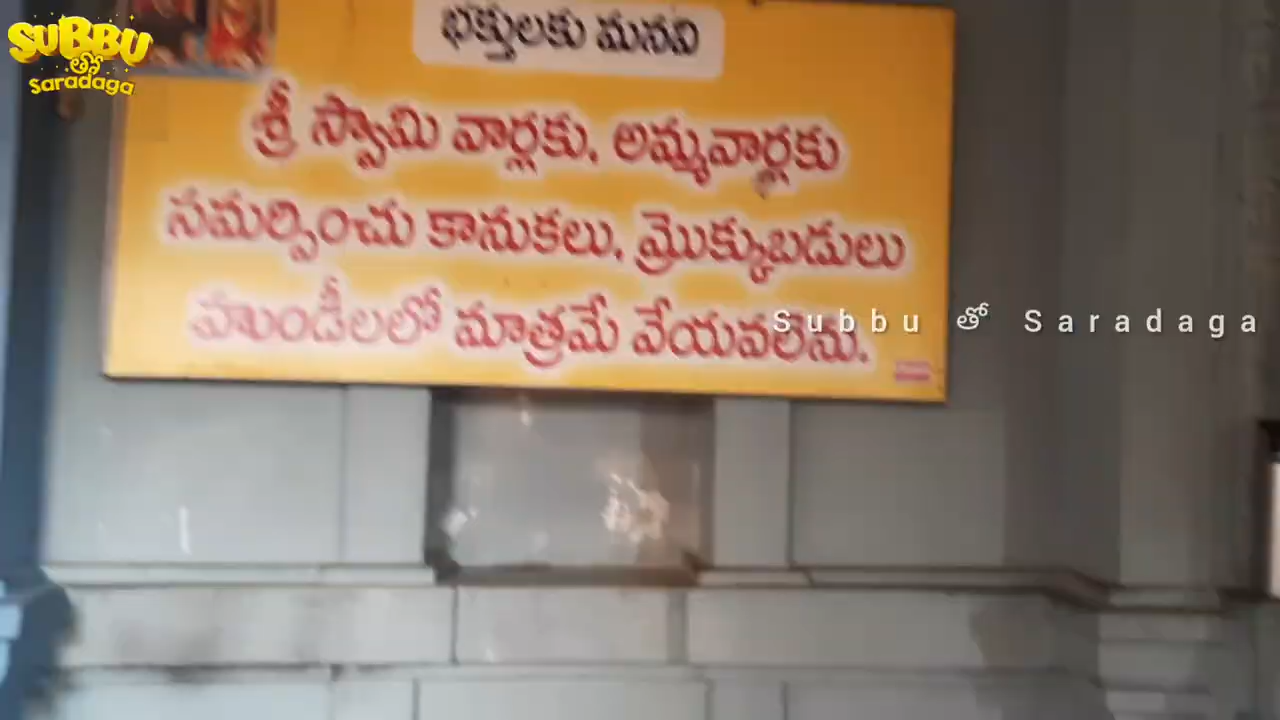 SUBBU
తో
Saradaga
భక్తులకు మనవి
శ్రీ స్వామి వార్లకు, అమ్మవార్లకు
సమర్పించు కానుకలు, మ్రొక్కుబడులు
హుండీలలో మాత్రమే వేయవలెను.
Subbu తో Saradaga